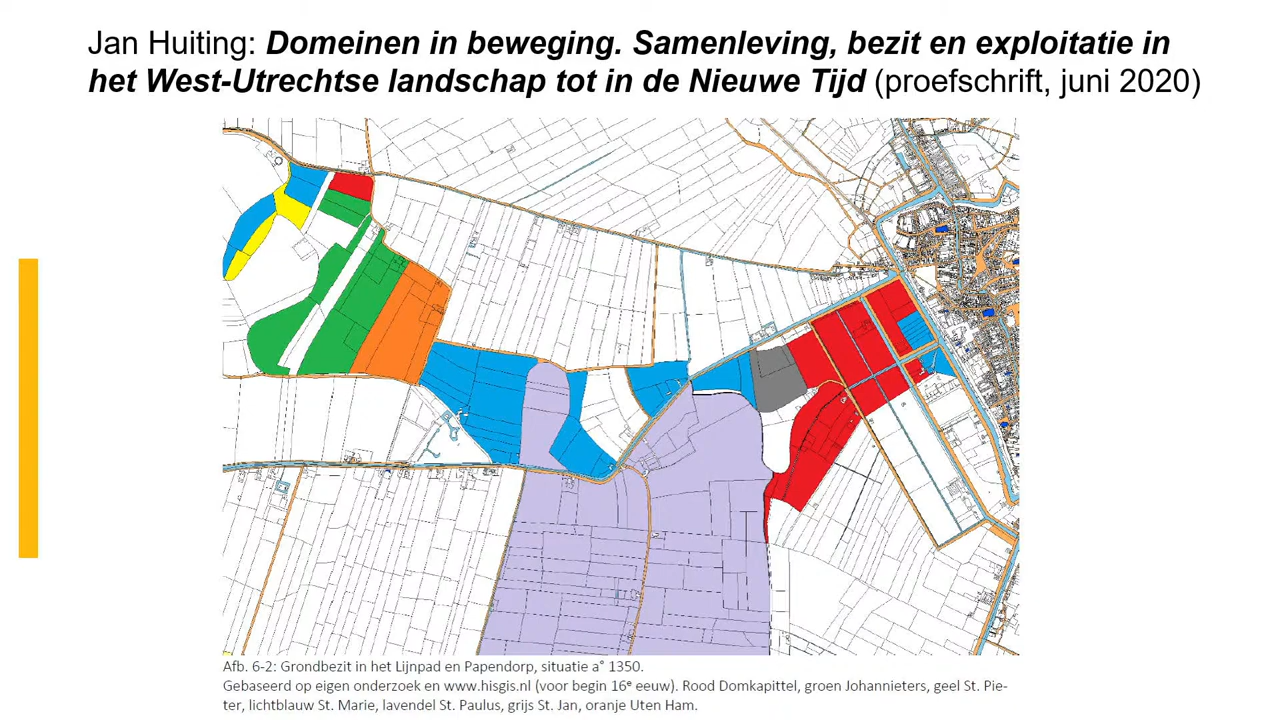 Jan Huiting: Domeinen in beweging. Samenleving, bezit en exploitatie in
het West-Utrechtse landschap tot in de Nieuwe Tijd (proefschrift, juni 2020)
Afb. 6-2: Grondbezit in het Lijnpad en Papendorp, situatie a° 1350.
Gebaseerd op eigen onderzoek en www.hisgis.nl (voor begin 16e eeuw). Rood Domkapittel, groen Johannieters, geel St. Pie-
ter, lichtblauw St. Marie, lavendel St. Paulus, grijs St. Jan, oranje Uten Ham.